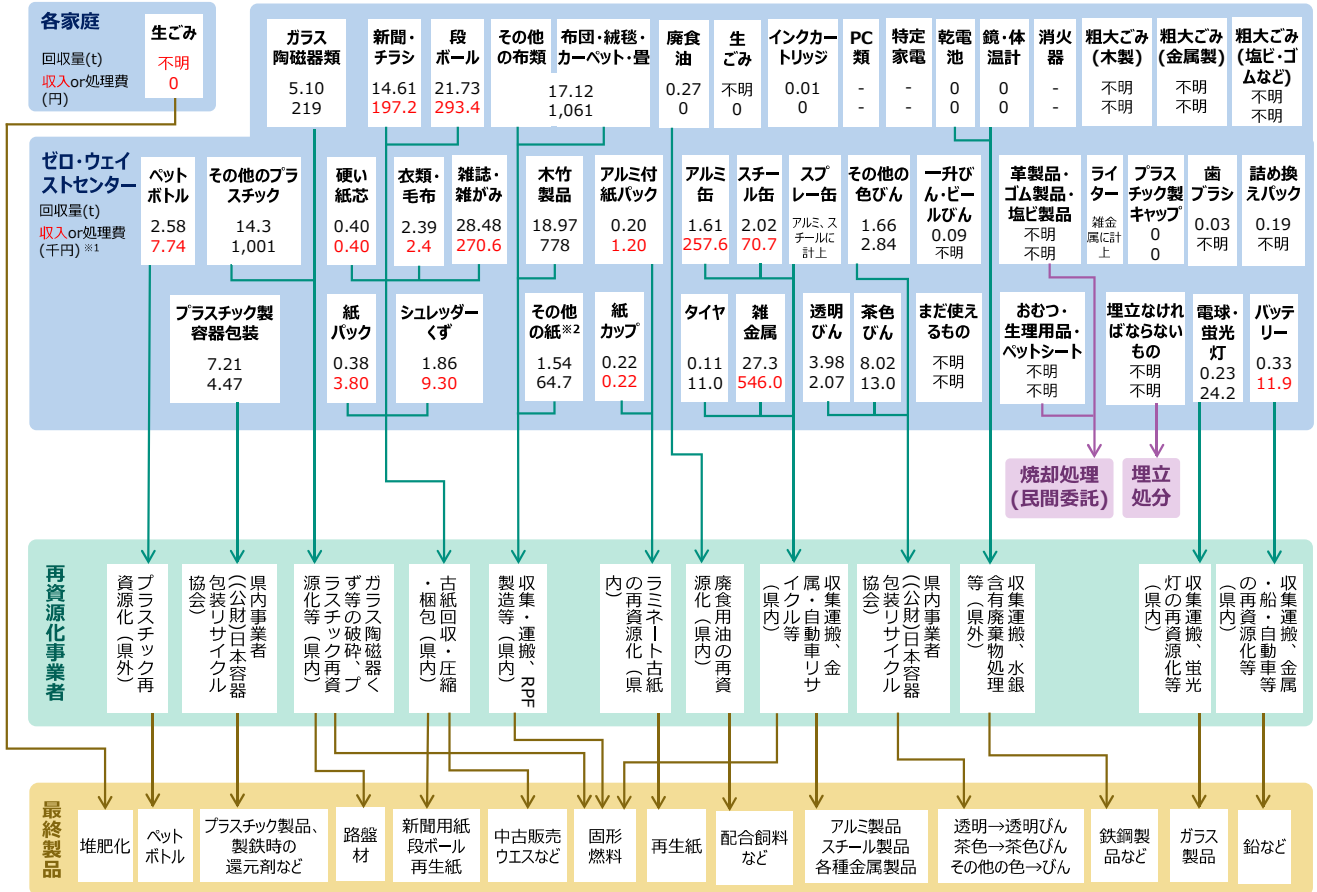 各家庭
回収量(t)
収入or処理費
(円)
生ごみ
不明
0
ガラス
陶磁器類
5.10
219
新聞・
チラシ
14.61
197.2
段
ボール
21.73
293.4
その他
の布類
布団・絨毯・
カーペット・畳
17.12
1,061
廃食
油
0.27
0
生
ごみ
不明
0
インクカー
トリッジ
0.01
0
PC
類
-
-
特定
家電
-
-
乾電
池
0
0
鏡・体
温計
0
0
消火
器
-
-
粗大ごみ
(木製)
不明
不明
粗大ごみ
(金属製)
不明
不明
粗大ごみ
(塩ビ・ゴ
ムなど)
不明
不明
ゼロ・ウェイ
ストセンター
回収量(t)
収入or処理費
(千円) ※1
ペット
ボトル
2.58
7.74
その他のプラ
スチック
14.3
1,001
硬い
紙芯
0.40
0.40
衣類・
毛布
2.39
2.4
雑誌・
雑がみ
28.48
270.6
木竹
製品
18.97
778
アルミ付
紙パック
0.20
1.20
アルミ
缶
1.61
257.6
スチー
ル缶
2.02
70.7
スプ
レー缶
アルミ、ス
チールに
計上
その他の
色びん
1.66
2.84
一升び
ん・ビー
ルびん
0.09
不明
革製品・
ゴム製品・
塩ビ製品
不明
不明
ライ
ター
雑金
属に計
上
プラス
チック製
キャップ
0
0
歯
ブラシ
0.03
不明
詰め換
えパック
0.19
不明
プラスチック製
容器包装
7.21
4.47
紙
パック
0.38
3.80
シュレッダー
くず
1.86
9.30
その他
の紙※2
1.54
64.7
紙
カップ
0.22
0.22
タイヤ
0.11
11.0
雑
金属
27.3
546.0
透明
びん
3.98
2.07
茶色
びん
8.02
13.0
まだ使え
るもの
不明
不明
おむつ・
生理用品・
ペットシート
不明
不明
埋立なけれ
ばならない
もの
不明
不明
電球・
蛍光
灯
0.23
24.2
バッテ
リー
0.33
11.9
焼却処理
(民間委託)
埋立
処分
再資源化事業者
プラスチック再
資源化（県外）
県内事業者
(（公財）日本容器
包装リサイクル
協会)
ガラス陶磁器く
ず等の破砕、プ
ラスチック再資
源化等（県内）
古紙回収・圧縮
・梱包（県内）
収集・運搬、RPF
製造等（県内）
ラミネート古紙
の再資源化（県
内）
廃食用油の再資
源化（県内）
収集運搬、金
属・自動車リサ
イクル等
（県内）
県内事業者
(（公財）日本容器
包装リサイクル
協会)
収集運搬、水銀
含有廃棄物処理
等（県外）
収集運搬、蛍光
灯の再資源化等
（県内）
収集運搬、金属
・船・自動車等
の再資源化等
（県内）
最終製品
堆肥化
ペット
ボトル
プラスチック製品、
製鉄時の
還元剤など
路盤
材
新聞用紙
段ボール
再生紙
中古販売
ウエスなど
固形
燃料
再生紙
配合飼料
など
アルミ製品
スチール製品
各種金属製品
透明→透明びん
茶色→茶色びん
その他の色→びん
鉄鋼製
品など
ガラス
製品
鉛など